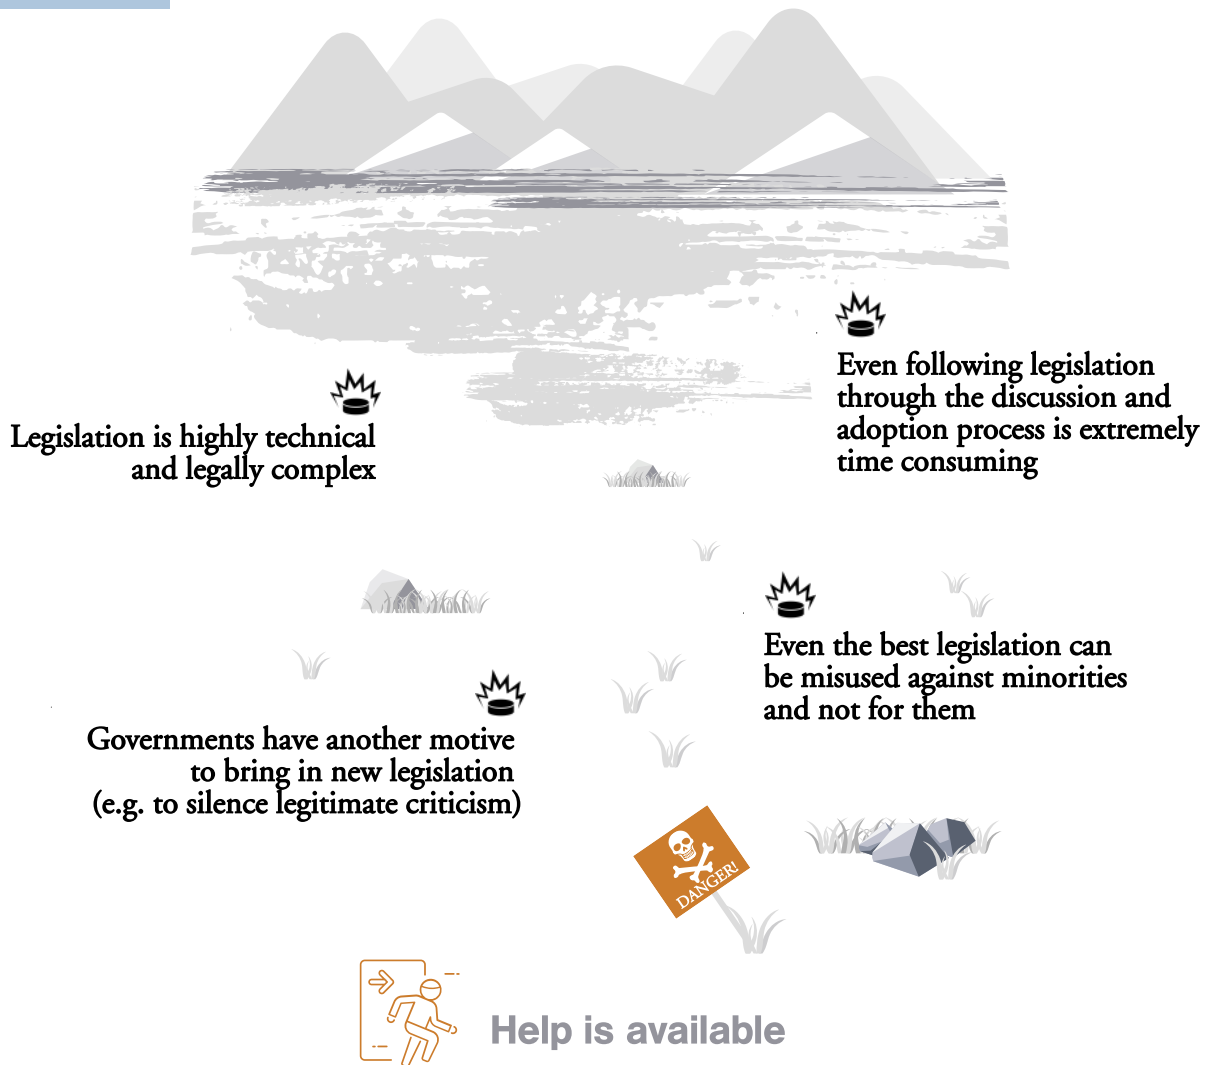 Even following legislation
through the discussion and
adoption process is extremely
time consuming
Legislation is highly technical
and legally complex
Even the best legislation can
be misused against minorities
and not for them
Governments have another motive
to bring in new legislation
(e.g. to silence legitimate criticism)
DANGER!
Help is available